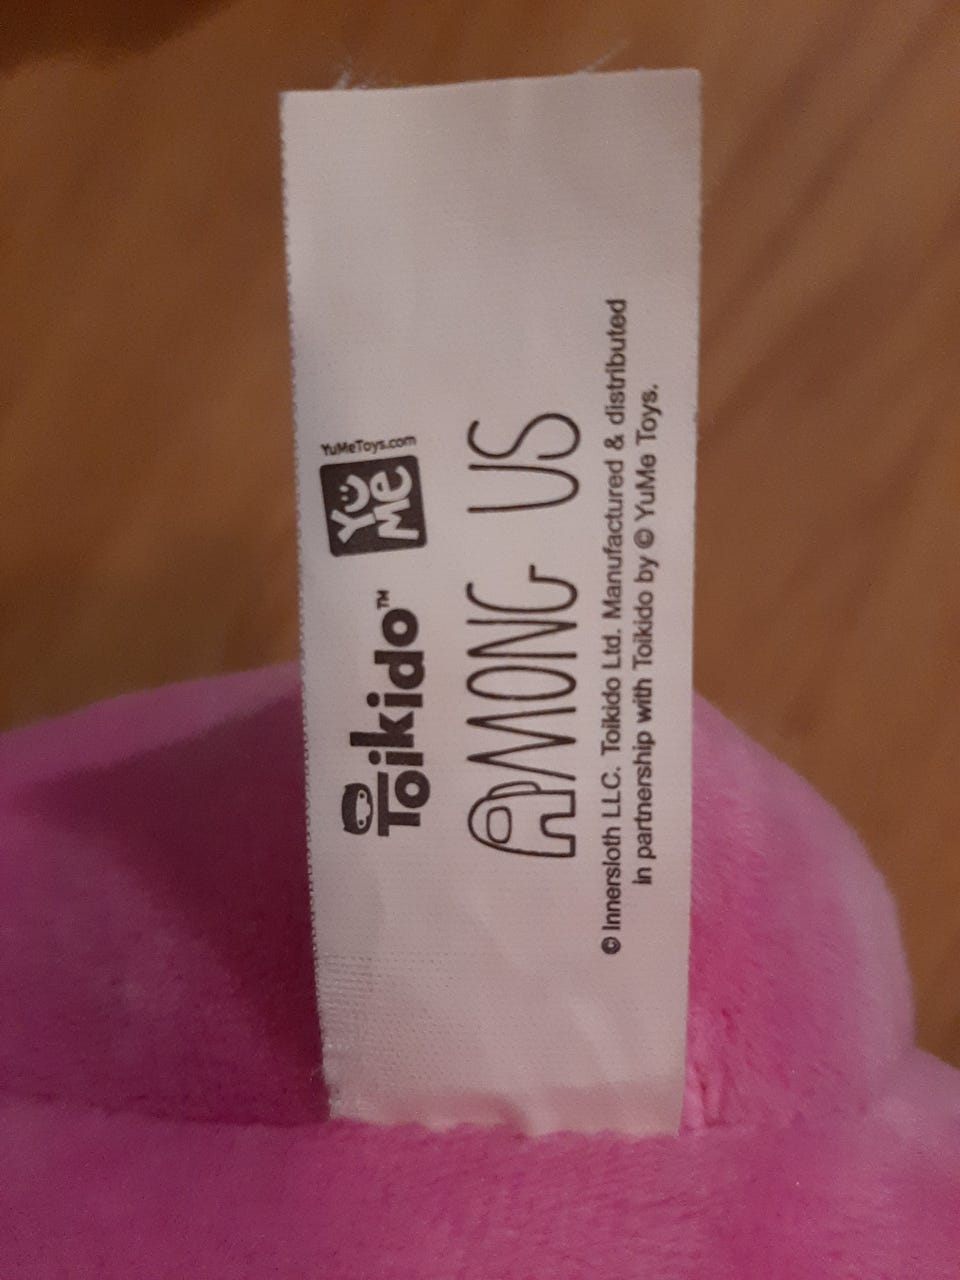 Toikido™
YuMe
YuMeToys.com
AMONG US
© Innersloth LLC. Toikido Ltd. Manufactured & distributed
in partnership with Toikido by © YuMe Toys.